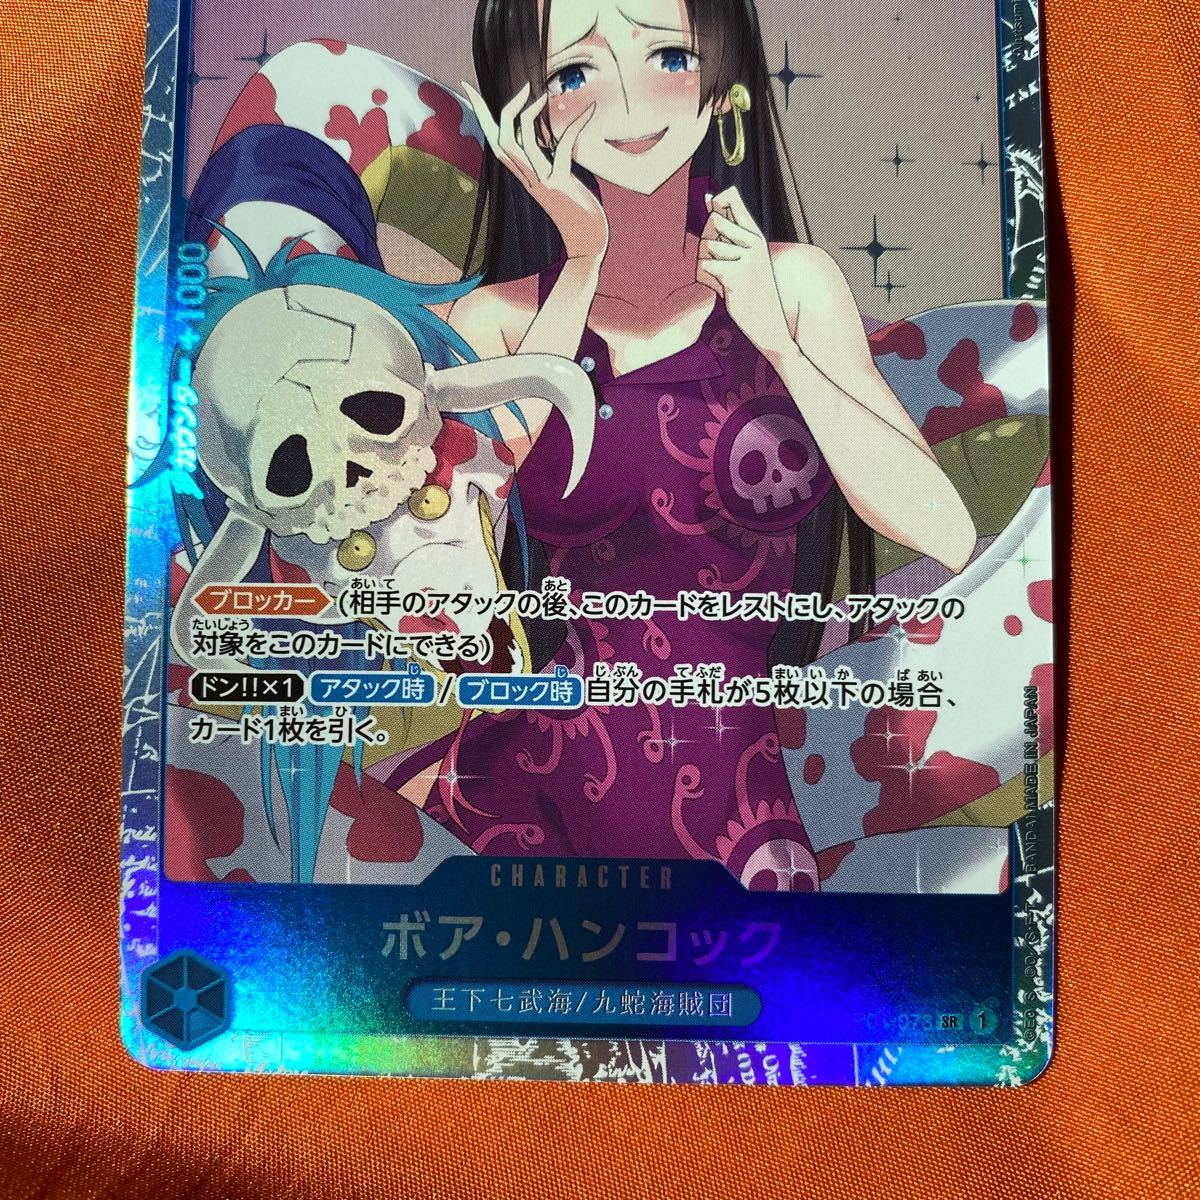 カウンター+1000
ブロッカー (相手のアタックの後、このカードをレストにし、アタックの
対象をこのカードにできる)
ドン!!×1 アタック時 / ブロック時 自分の手札が5枚以下の場合、
カード1枚を引く。
CHARACTER
ボア・ハンコック
王下七武海/九蛇海賊団
SR 1
BANDAI MADE IN JAPAN